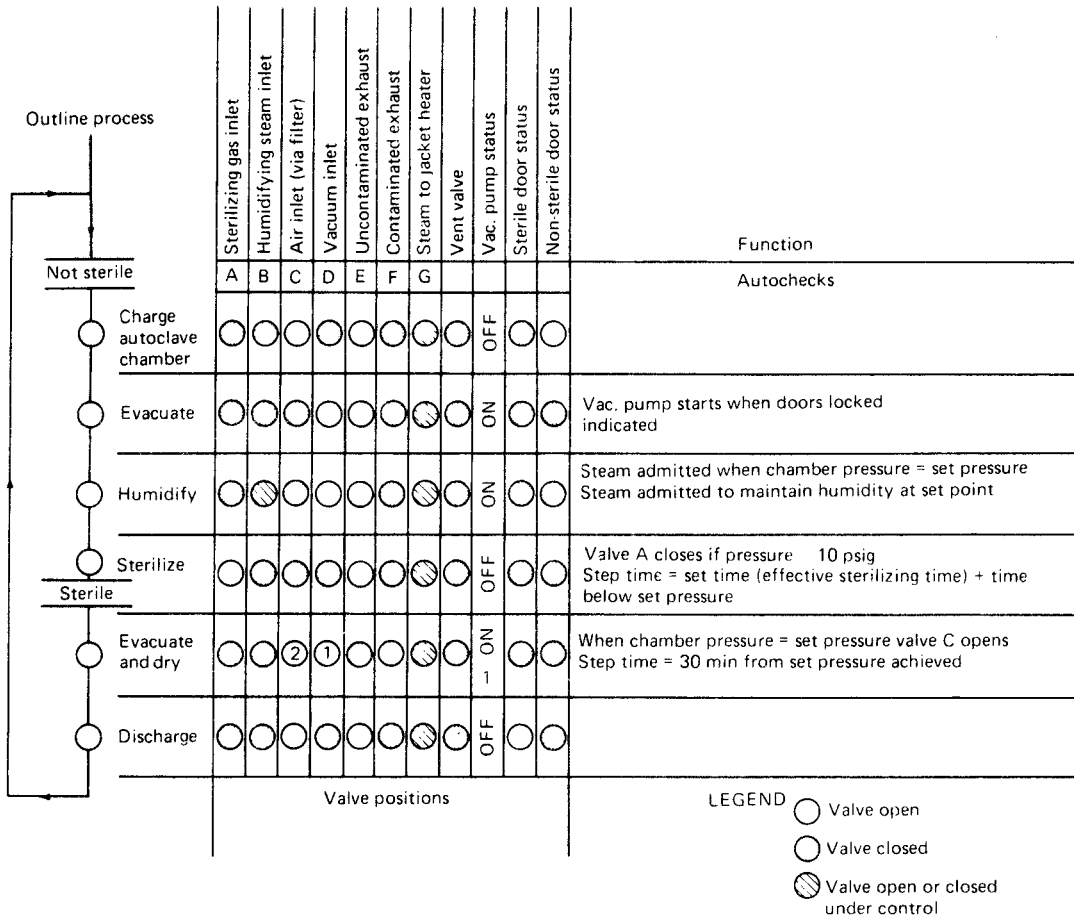 Outline process
Sterilizing gas inlet
Humidifying steam inlet
Air inlet (via filter)
Vacuum inlet
Uncontaminated exhaust
Contaminated exhaust
Steam to jacket heater
Vent valve
Vac. pump status
Sterile door status
Non-sterile door status
Function
Not sterile
A B C D E F G
Autochecks
Charge
autoclave
chamber
OFF
Evacuate
ON
Vac. pump starts when doors locked
indicated
Humidify
ON
Steam admitted when chamber pressure = set pressure
Steam admitted to maintain humidity at set point
Sterilize
OFF
Valve A closes if pressure 10 psig
Step time = set time (effective sterilizing time) + time
below set pressure
Sterile
Evacuate
and dry
2 1
1 ON
When chamber pressure = set pressure valve C opens
Step time = 30 min from set pressure achieved
Discharge
OFF
Valve positions
LEGEND
Valve open
Valve closed
Valve open or closed
under control